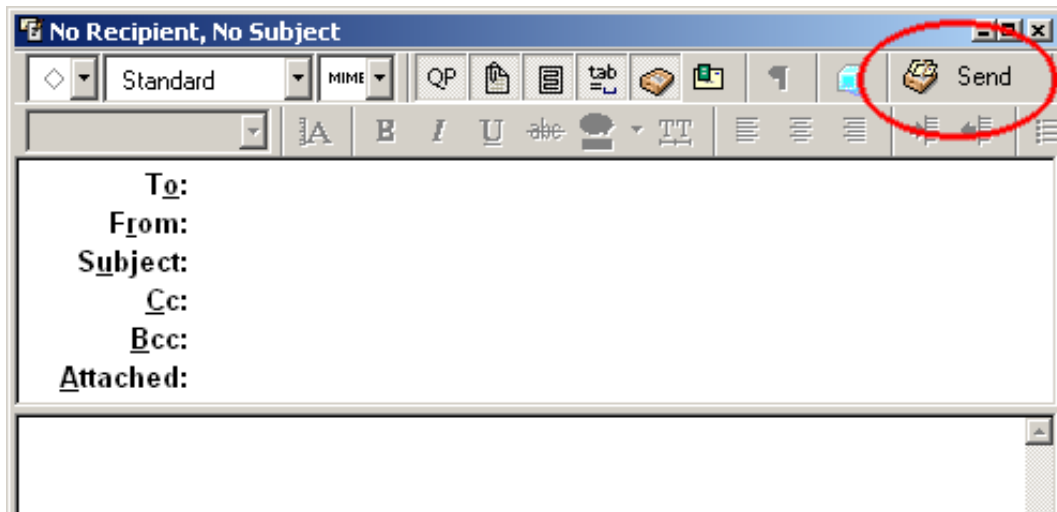 No Recipient, No Subject
Standard MIME QP tab Send
A B I U abc TT
To:
From:
Subject:
Cc:
Bcc:
Attached: